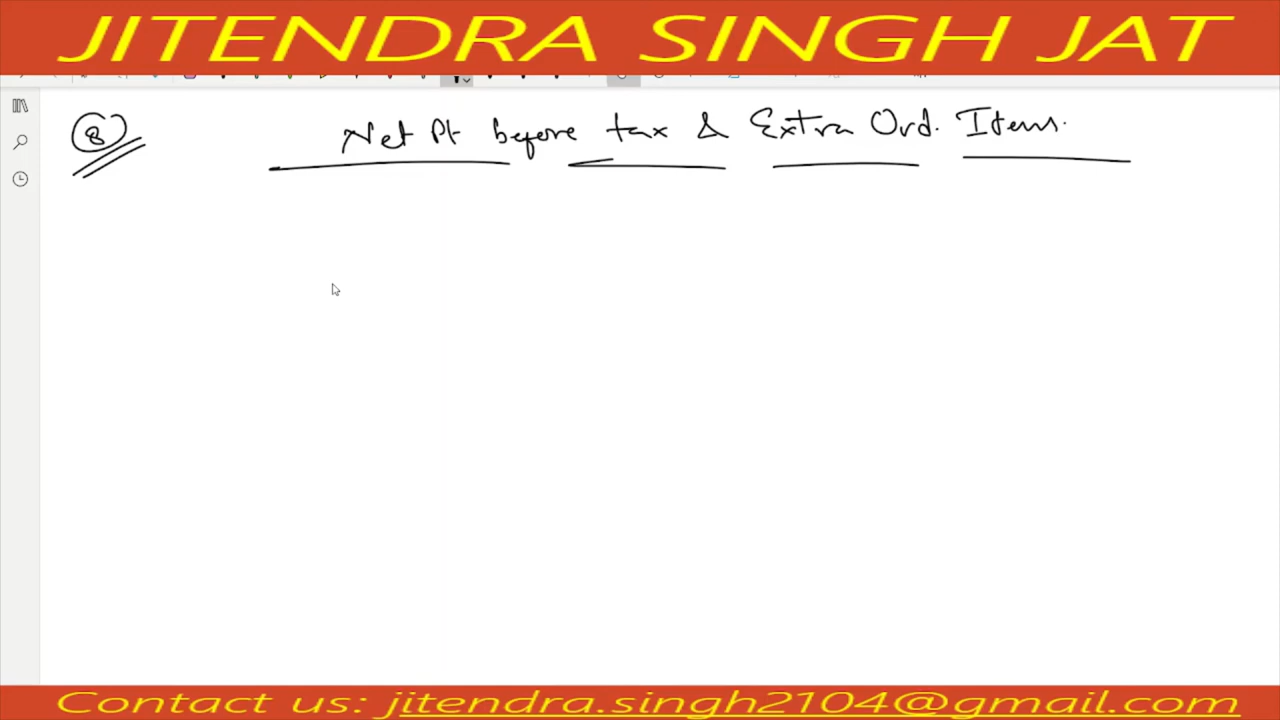 JITENDRA SINGH JAT
8 Net Pt before tax & Extra Ord. Items.
Contact us: jitendra.singh2104@gmail.com